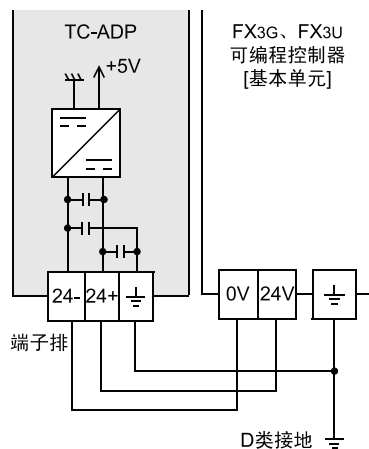 TC-ADP
+5V
FX3G、FX3U
可编程控制器
[基本单元]
24-
24+
0V
24V
端子排
D类接地